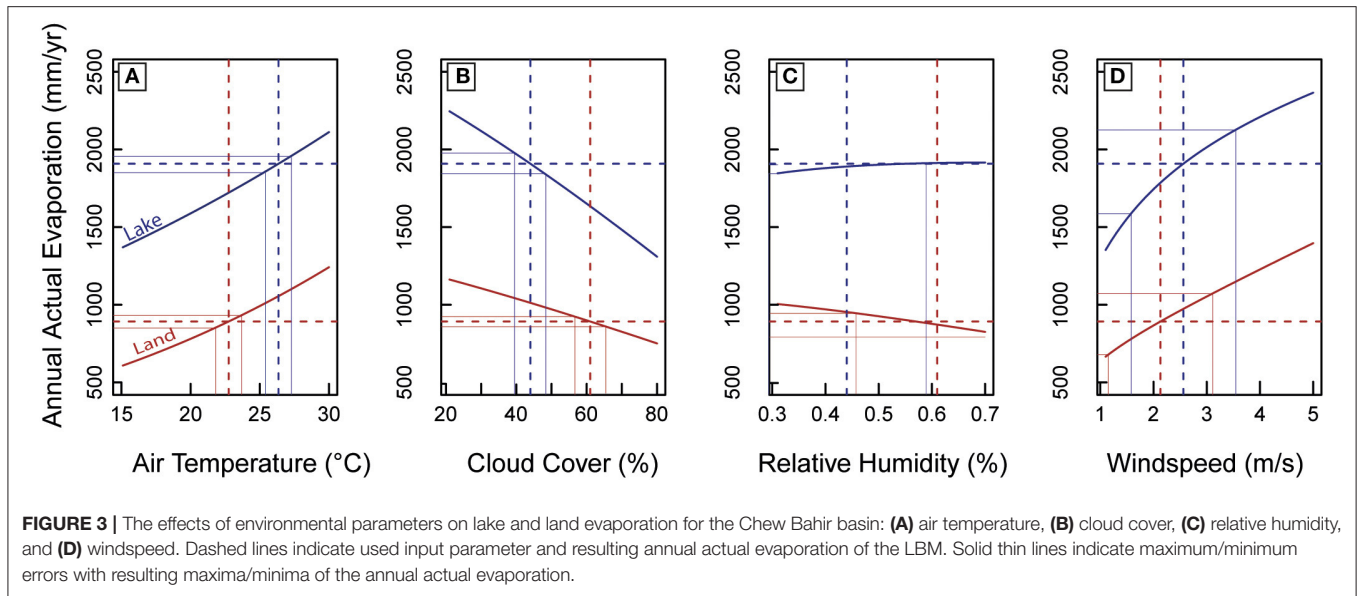 Annual Actual Evaporation (mm/yr)
A
Lake
Land
500
1000
1500
2000
2500
15
20
25
30
Air Temperature (°C)
B
500
1000
1500
2000
2500
20
40
60
80
Cloud Cover (%)
C
500
1000
1500
2000
2500
0.3
0.4
0.5
0.6
0.7
Relative Humidity (%)
D
500
1000
1500
2000
2500
1
2
3
4
5
Windspeed (m/s)
FIGURE 3 | The effects of environmental parameters on lake and land evaporation for the Chew Bahir basin: (A) air temperature, (B) cloud cover, (C) relative humidity,
and (D) windspeed. Dashed lines indicate used input parameter and resulting annual actual evaporation of the LBM. Solid thin lines indicate maximum/minimum
errors with resulting maxima/minima of the annual actual evaporation.